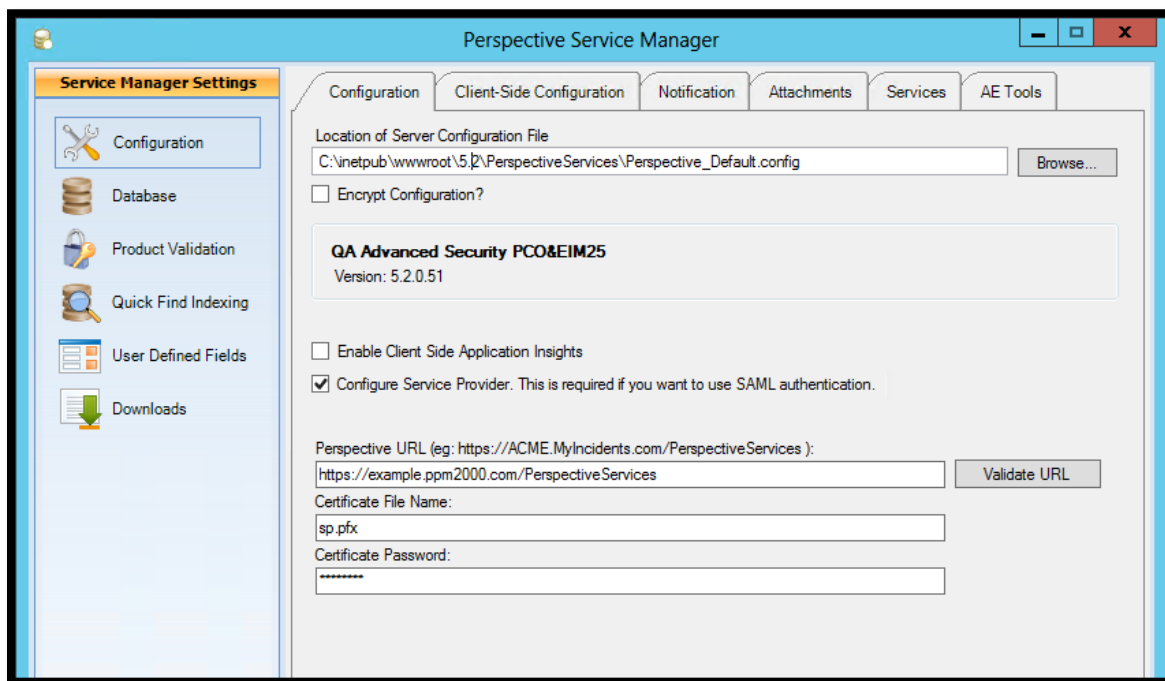 Perspective Service Manager
Service Manager Settings
Configuration
Database
Product Validation
Quick Find Indexing
User Defined Fields
Downloads
Configuration Client-Side Configuration Notification Attachments Services AE Tools
Location of Server Configuration File
C:\inetpub\wwwroot\5.2\PerspectiveServices\Perspective_Default.config Browse...
Encrypt Configuration?
QA Advanced Security PCO&EIM25
Version: 5.2.0.51
Enable Client Side Application Insights
Configure Service Provider. This is required if you want to use SAML authentication.
Perspective URL (eg: https://ACME.MyIncidents.com/PerspectiveServices ):
https://example.ppm2000.com/PerspectiveServices Validate URL
Certificate File Name:
sp.pfx
Certificate Password:
********